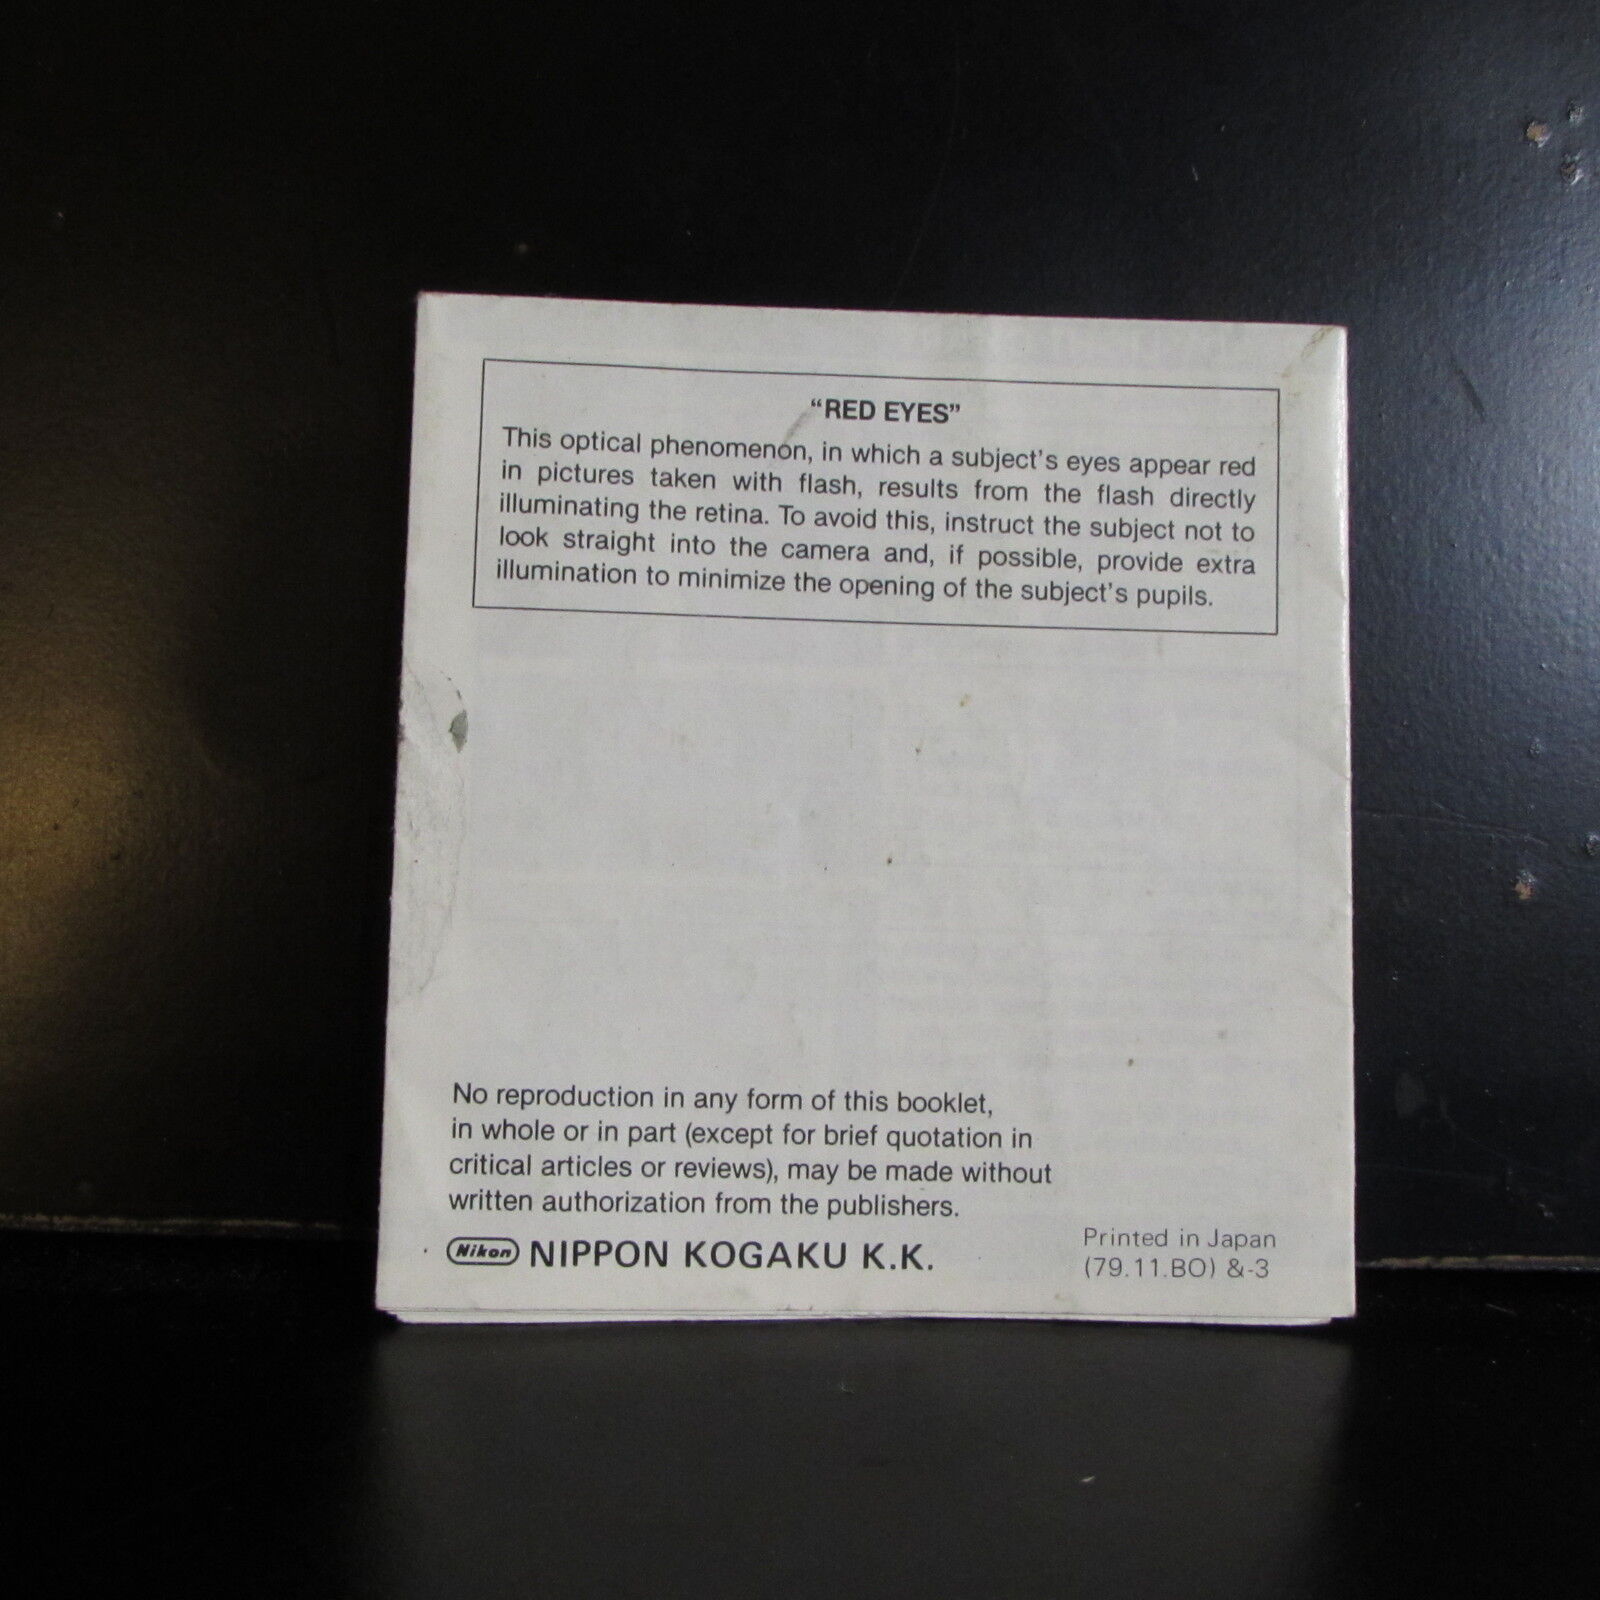 “RED EYES”
This optical phenomenon, in which a subject’s eyes appear red
in pictures taken with flash, results from the flash directly
illuminating the retina. To avoid this, instruct the subject not to
look straight into the camera and, if possible, provide extra
illumination to minimize the opening of the subject’s pupils.
No reproduction in any form of this booklet,
in whole or in part (except for brief quotation in
critical articles or reviews), may be made without
written authorization from the publishers.
Nikon NIPPON KOGAKU K.K.
Printed in Japan
(79.11.BO) &-3